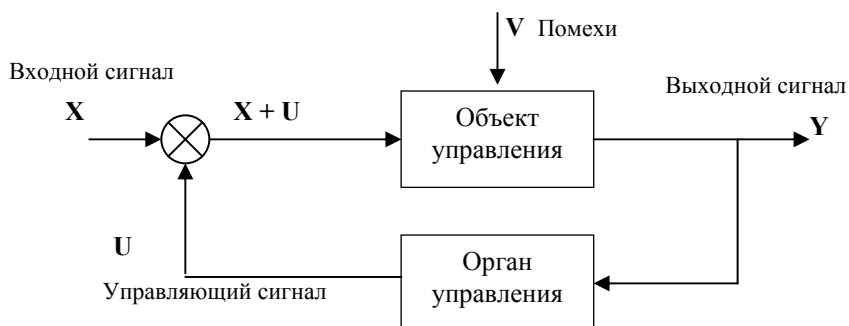 V Помехи
Входной сигнал
Выходной сигнал
X
X + U
Объект
управления
Y
U
Управляющий сигнал
Орган
управления